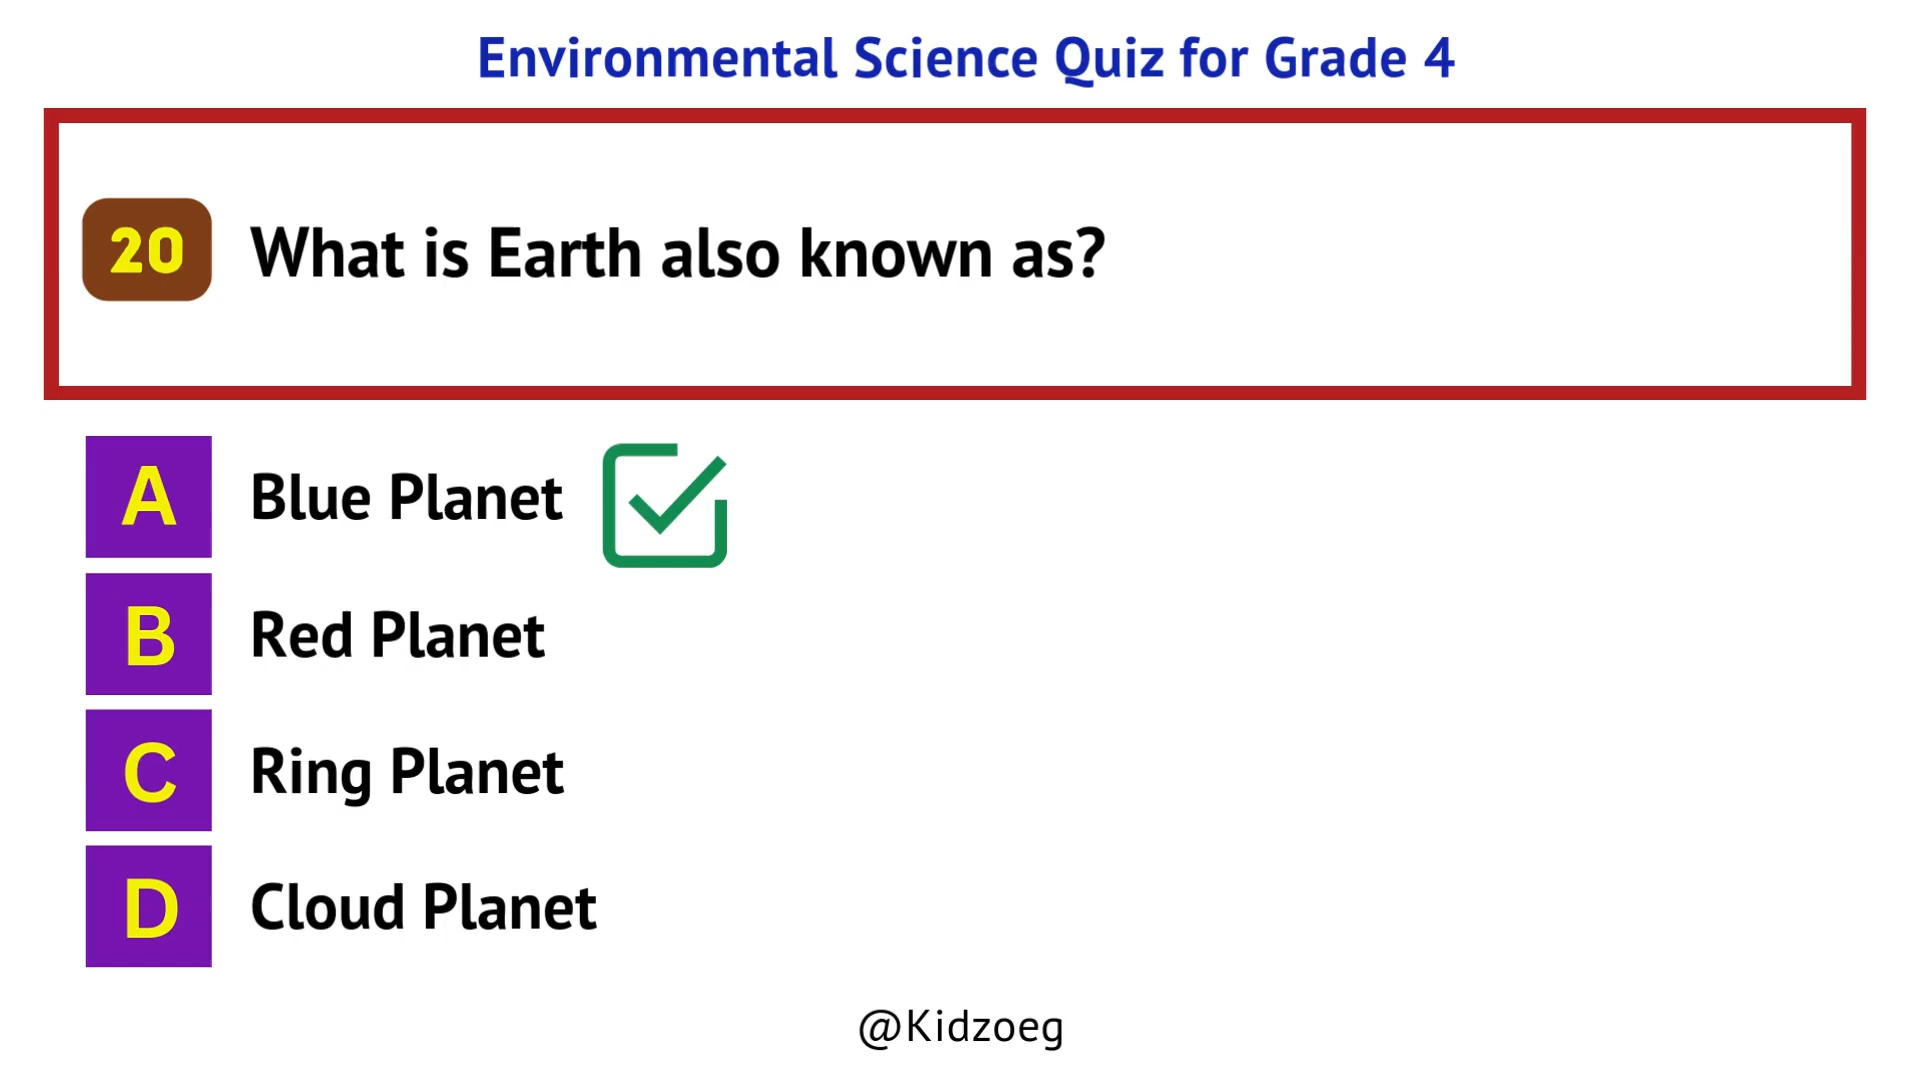 Environmental Science Quiz for Grade 4
20 What is Earth also known as?
A Blue Planet
B Red Planet
C Ring Planet
D Cloud Planet
@Kidzoeg